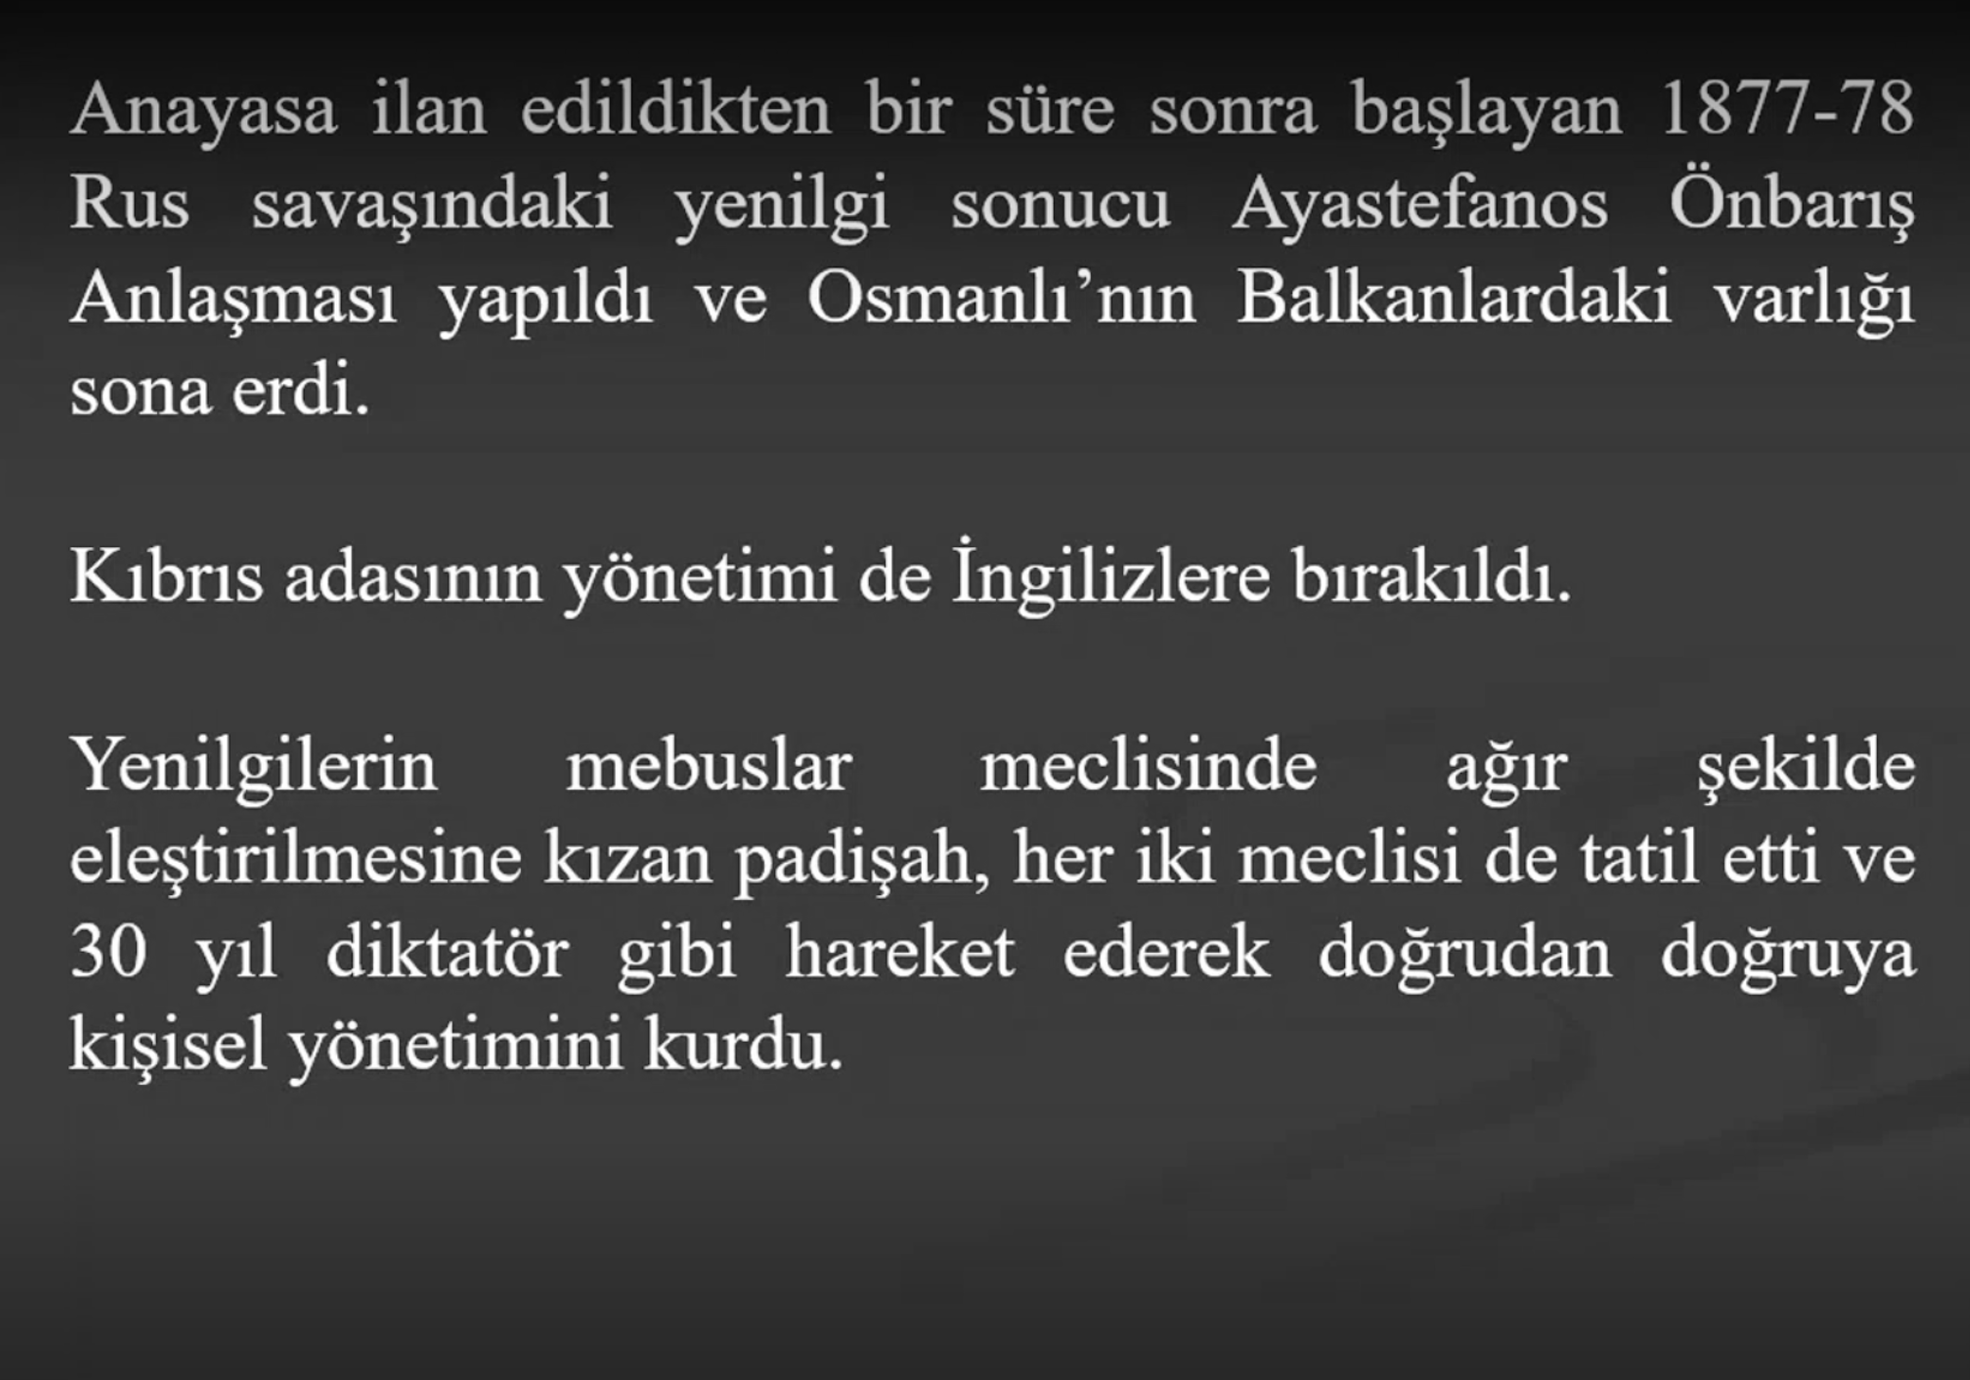 Anayasa ilan edildikten bir süre sonra başlayan 1877-78
Rus savaşındaki yenilgi sonucu Ayastefanos Önbarış
Anlaşması yapıldı ve Osmanlı’nın Balkanlardaki varlığı
sona erdi.
Kıbrıs adasının yönetimi de İngilizlere bırakıldı.
Yenilgilerin mebuslar meclisinde ağır şekilde
eleştirilmesine kızan padişah, her iki meclisi de tatil etti ve
30 yıl diktatör gibi hareket ederek doğrudan doğruya
kişisel yönetimini kurdu.